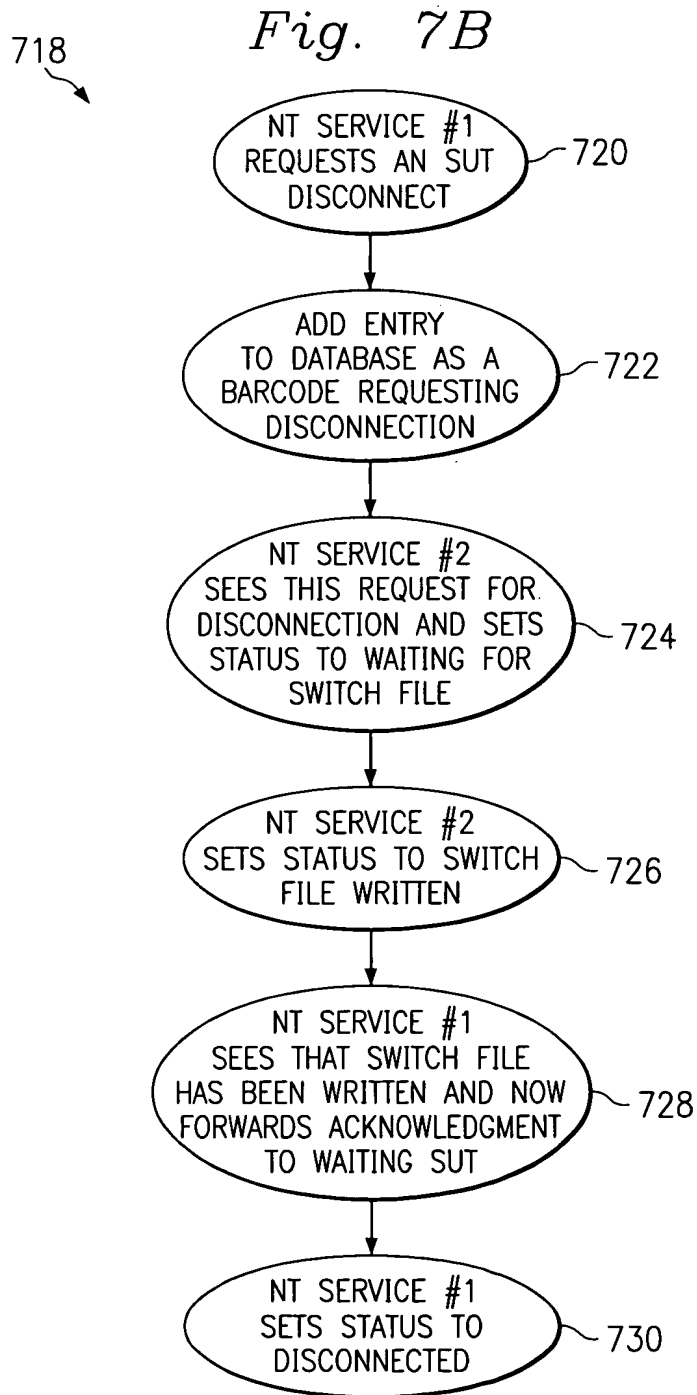 Fig. 7B
718
NT SERVICE #1
REQUESTS AN SUT
DISCONNECT
720
ADD ENTRY
TO DATABASE AS A
BARCODE REQUESTING
DISCONNECTION
722
NT SERVICE #2
SEES THIS REQUEST FOR
DISCONNECTION AND SETS
STATUS TO WAITING FOR
SWITCH FILE
724
NT SERVICE #2
SETS STATUS TO SWITCH
FILE WRITTEN
726
NT SERVICE #1
SEES THAT SWITCH FILE
HAS BEEN WRITTEN AND NOW
FORWARDS ACKNOWLEDGMENT
TO WAITING SUT
728
NT SERVICE #1
SETS STATUS TO
DISCONNECTED
730